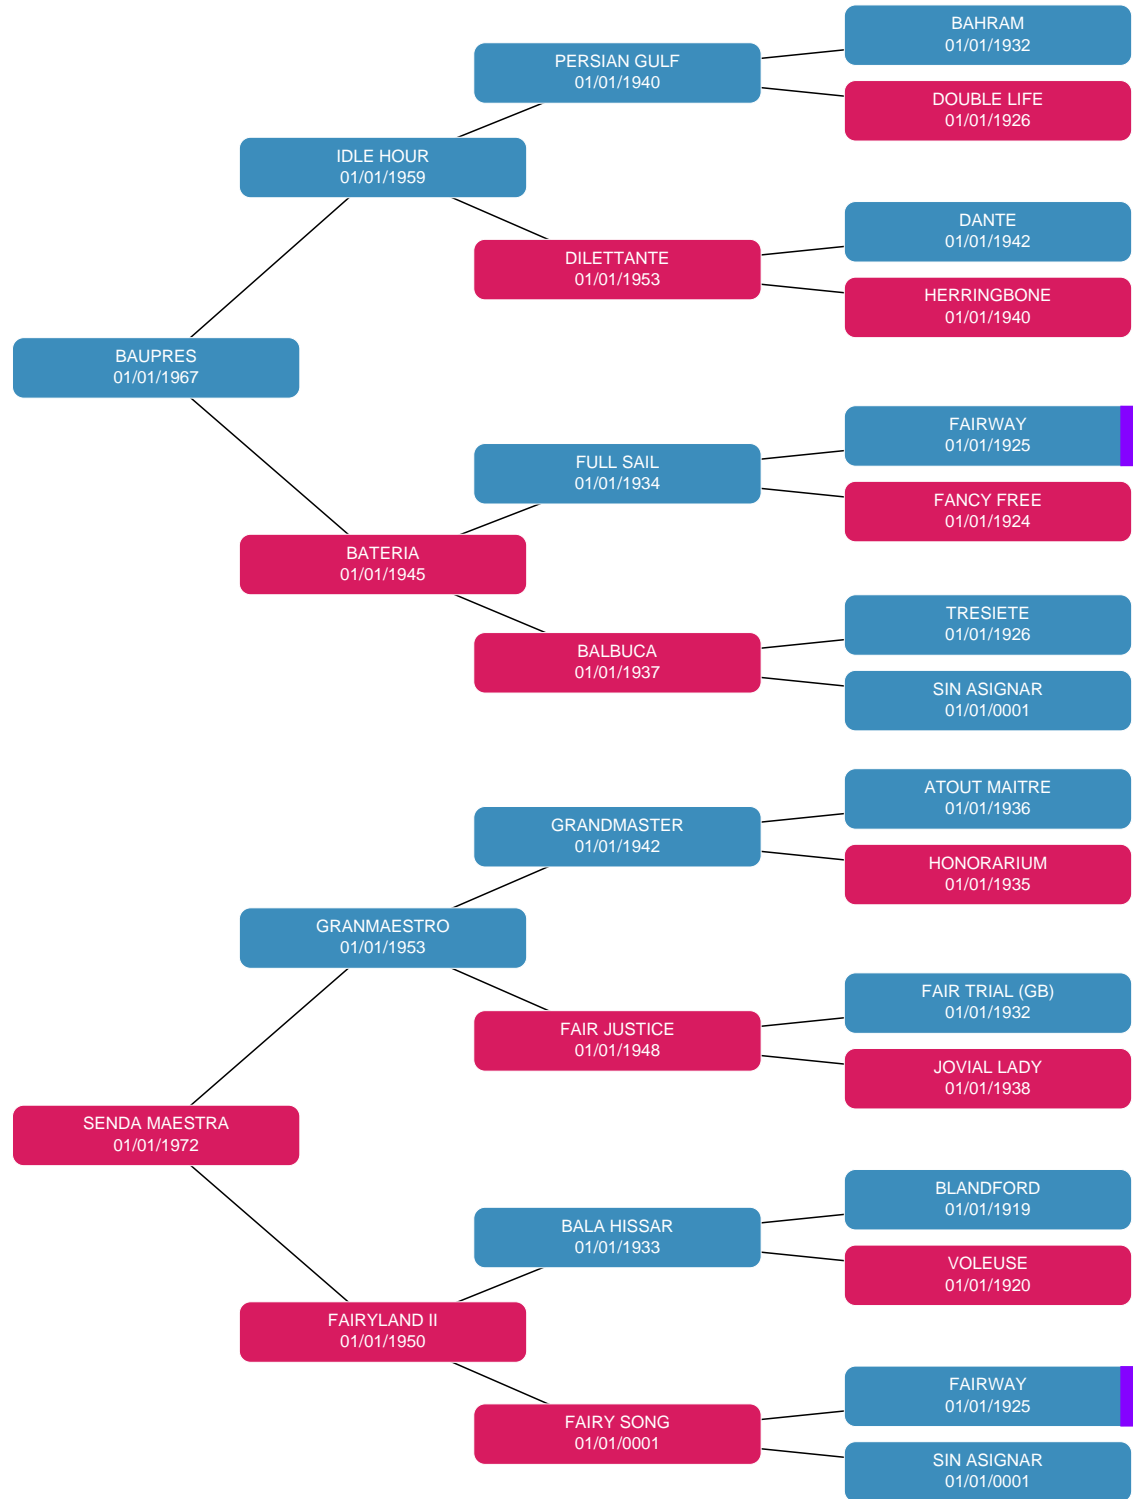 BAHRAM
01/01/1932
PERSIAN GULF
01/01/1940
DOUBLE LIFE
01/01/1926
IDLE HOUR
01/01/1959
DANTE
01/01/1942
DILETTANTE
01/01/1953
HERRINGBONE
01/01/1940
BAUPRES
01/01/1967
FAIRWAY
01/01/1925
FULL SAIL
01/01/1934
FANCY FREE
01/01/1924
BATERIA
01/01/1945
TRESIETE
01/01/1926
BALBUCA
01/01/1937
SIN ASIGNAR
01/01/0001
ATOUT MAITRE
01/01/1936
GRANDMASTER
01/01/1942
HONORARIUM
01/01/1935
GRANMAESTRO
01/01/1953
FAIR TRIAL (GB)
01/01/1932
FAIR JUSTICE
01/01/1948
JOVIAL LADY
01/01/1938
SENDA MAESTRA
01/01/1972
BLANDFORD
01/01/1919
BALA HISSAR
01/01/1933
VOLEUSE
01/01/1920
FAIRYLAND II
01/01/1950
FAIRWAY
01/01/1925
FAIRY SONG
01/01/0001
SIN ASIGNAR
01/01/0001